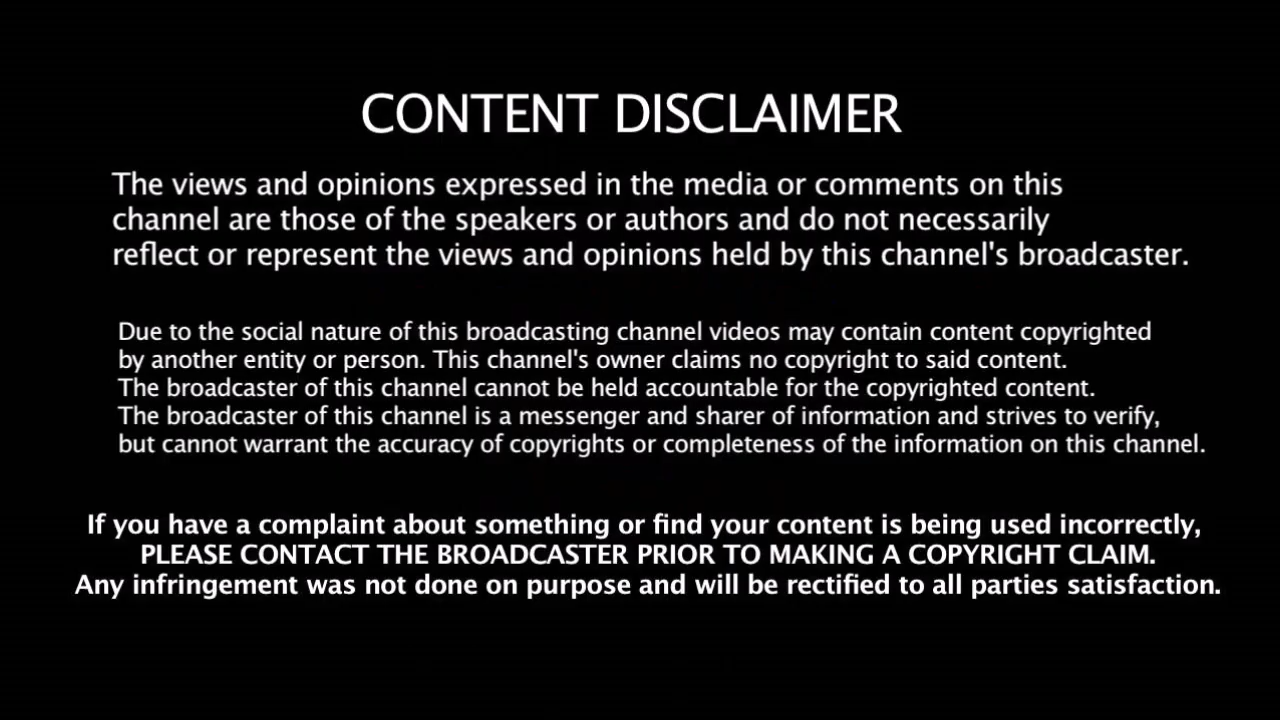 CONTENT DISCLAIMER
The views and opinions expressed in the media or comments on this
channel are those of the speakers or authors and do not necessarily
reflect or represent the views and opinions held by this channel's broadcaster.
Due to the social nature of this broadcasting channel videos may contain content copyrighted
by another entity or person. This channel's owner claims no copyright to said content.
The broadcaster of this channel cannot be held accountable for the copyrighted content.
The broadcaster of this channel is a messenger and sharer of information and strives to verify,
but cannot warrant the accuracy of copyrights or completeness of the information on this channel.
If you have a complaint about something or find your content is being used incorrectly,
PLEASE CONTACT THE BROADCASTER PRIOR TO MAKING A COPYRIGHT CLAIM.
Any infringement was not done on purpose and will be rectified to all parties satisfaction.